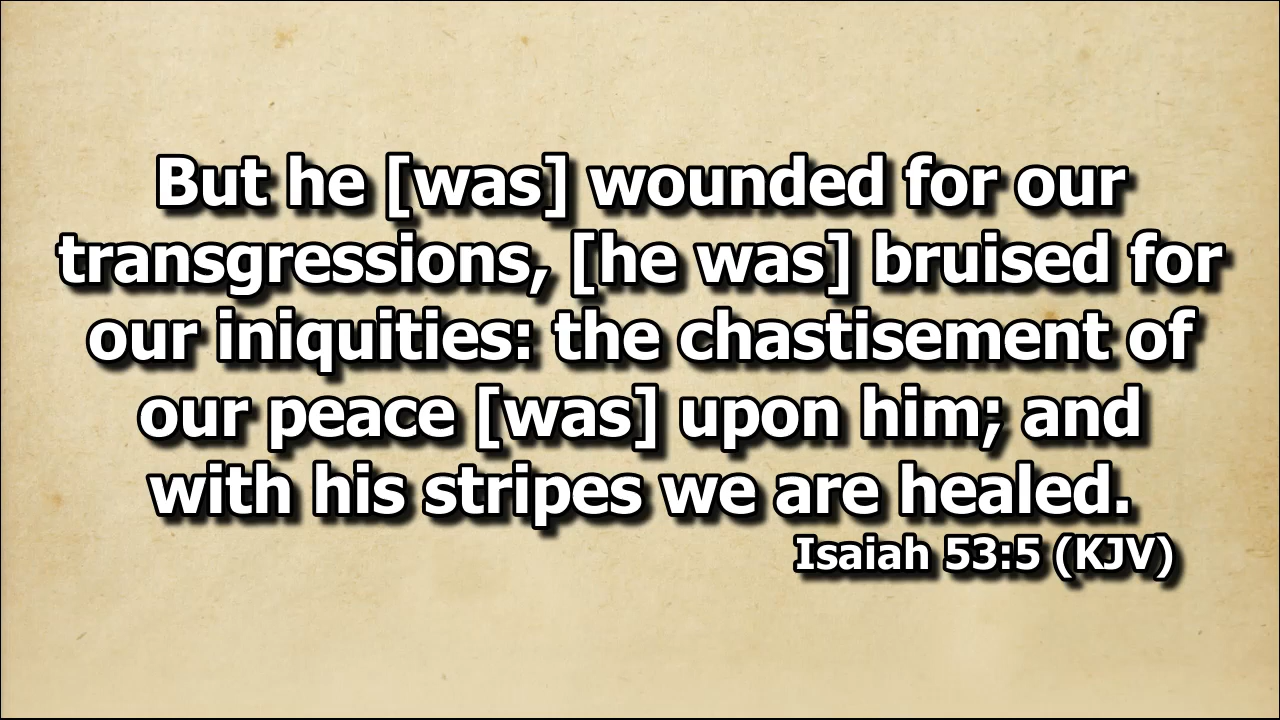 But he [was] wounded for our
transgressions, [he was] bruised for
our iniquities: the chastisement of
our peace [was] upon him; and
with his stripes we are healed.
Isaiah 53:5 (KJV)